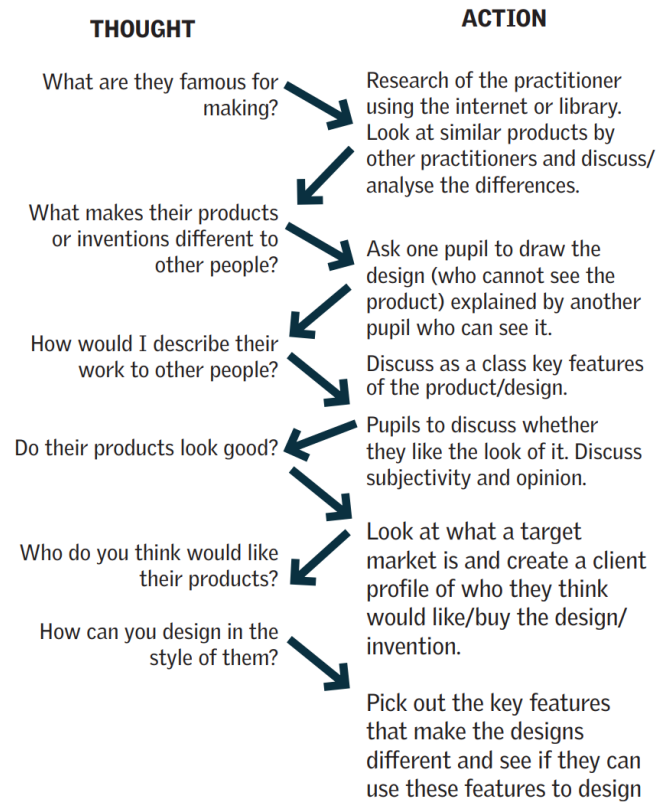 THOUGHT
ACTION
What are they famous for
making?
Research of the practitioner
using the internet or library.
Look at similar products by
other practitioners and discuss/
analyse the differences.
What makes their products
or inventions different to
other people?
Ask one pupil to draw the
design (who cannot see the
product) explained by another
pupil who can see it.
How would I describe their
work to other people?
Discuss as a class key features
of the product/design.
Do their products look good?
Pupils to discuss whether
they like the look of it. Discuss
subjectivity and opinion.
Who do you think would like
their products?
Look at what a target
market is and create a client
profile of who they think
would like/buy the design/
invention.
How can you design in the
style of them?
Pick out the key features
that make the designs
different and see if they can
use these features to design